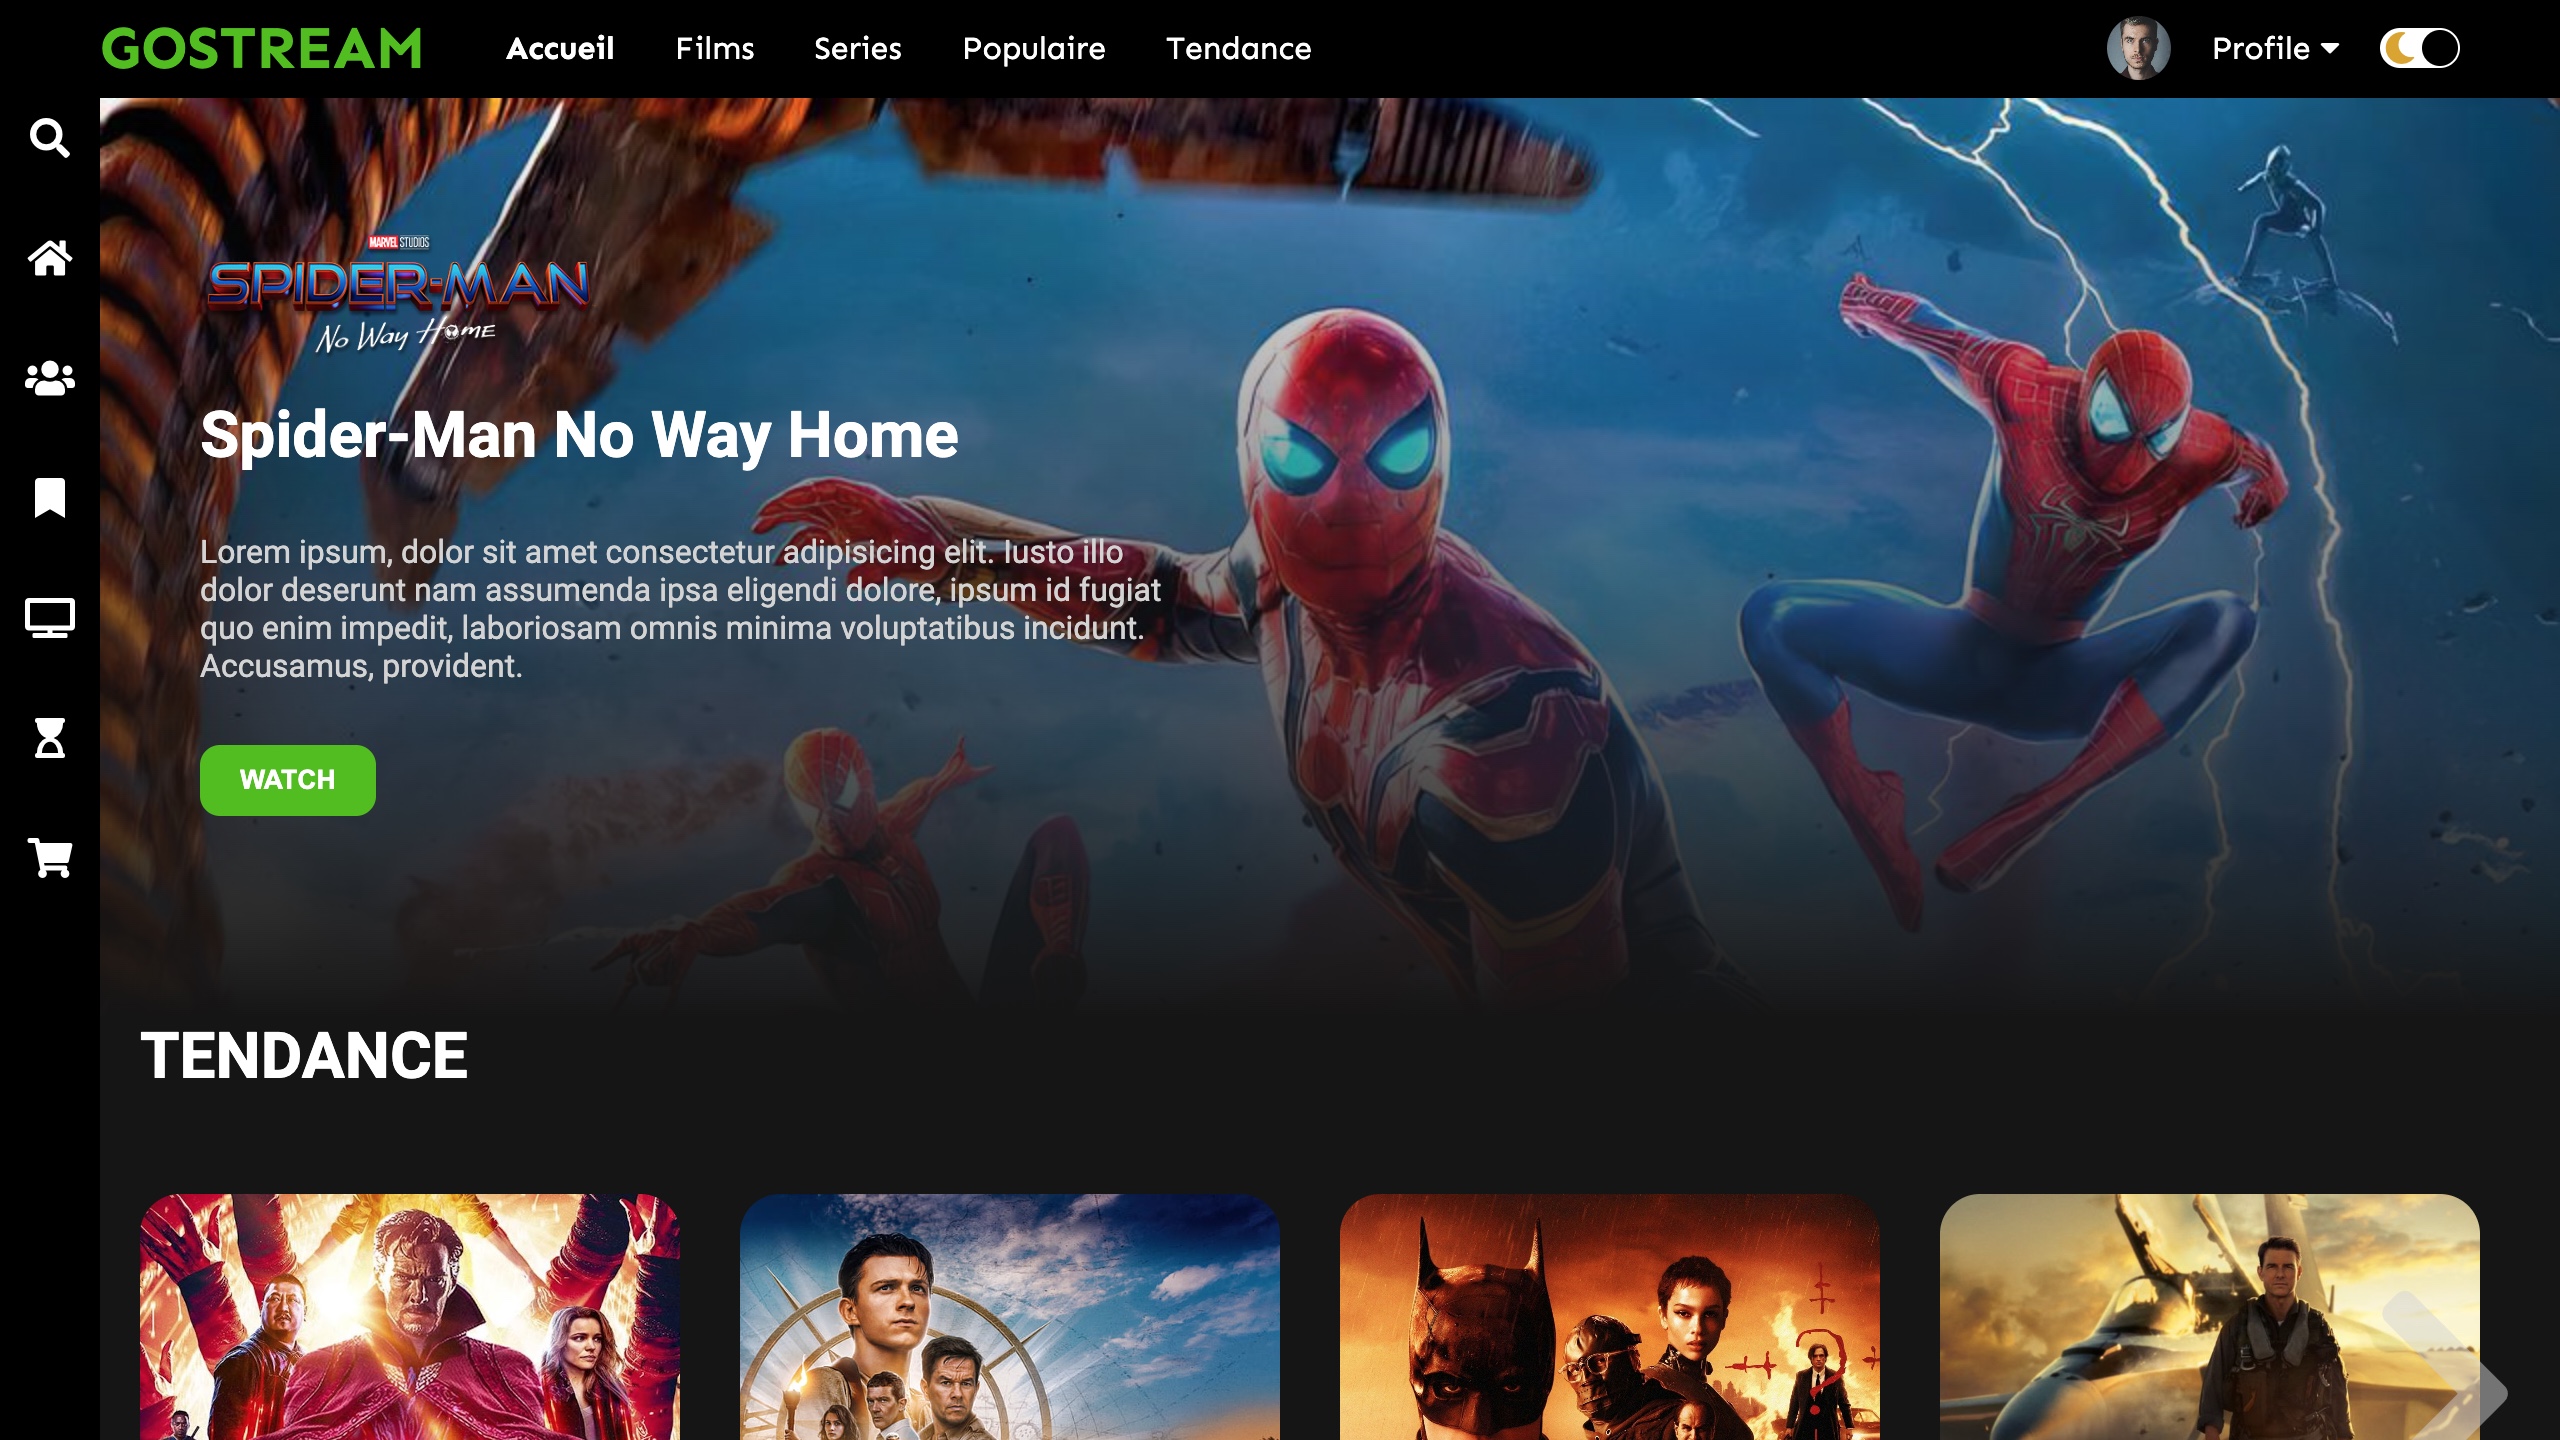 GOSTREAM
Accueil
Films
Series
Populaire
Tendance
Profile
MARVEL STUDIOS
SPIDER-MAN
No Way Home
Spider-Man No Way Home
Lorem ipsum, dolor sit amet consectetur adipisicing elit. Iusto illo
dolor deserunt nam assumenda ipsa eligendi dolore, ipsum id fugiat
quo enim impedit, laboriosam omnis minima voluptatibus incidunt.
Accusamus, provident.
WATCH
TENDANCE